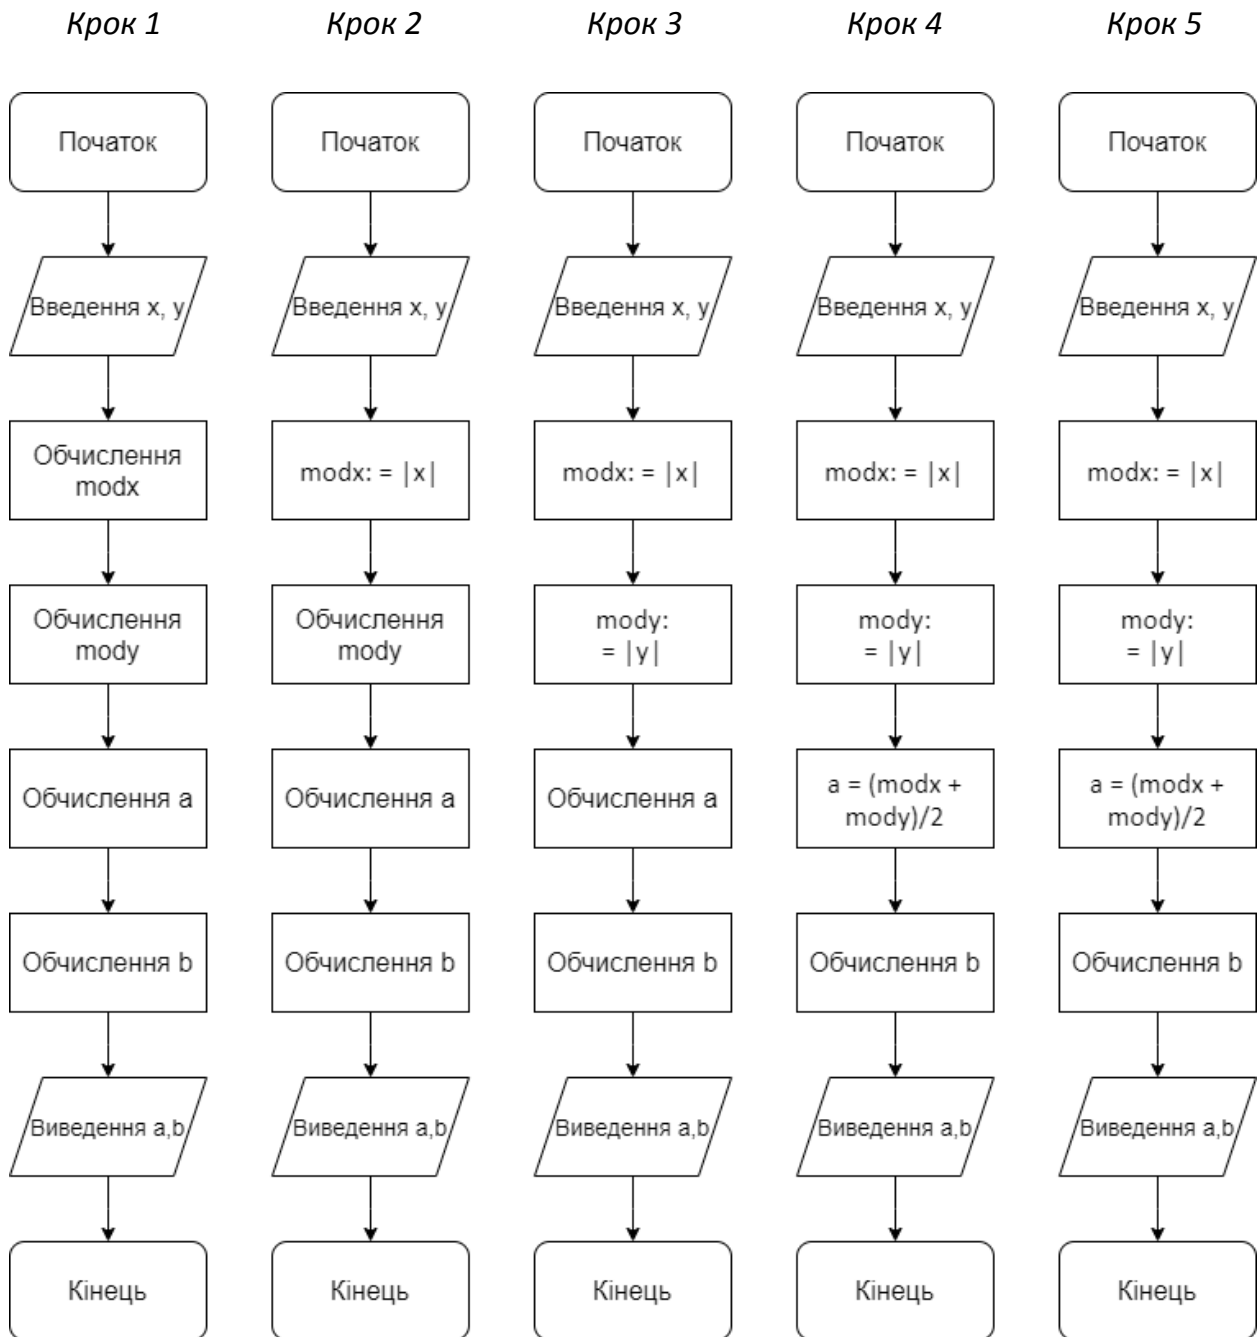 Крок 1
Крок 2
Крок 3
Крок 4
Крок 5
Початок
Введення x, y
Обчислення
modx
Обчислення
mody
Обчислення a
Обчислення b
Виведення a,b
Кінець
Початок
Введення x, y
modx: = |x|
Обчислення
mody
Обчислення a
Обчислення b
Виведення a,b
Кінець
Початок
Введення x, y
modx: = |x|
mody:
= |y|
Обчислення a
Обчислення b
Виведення a,b
Кінець
Початок
Введення x, y
modx: = |x|
mody:
= |y|
a = (modx +
mody)/2
Обчислення b
Виведення a,b
Кінець
Початок
Введення x, y
modx: = |x|
mody:
= |y|
a = (modx +
mody)/2
Обчислення b
Виведення a,b
Кінець